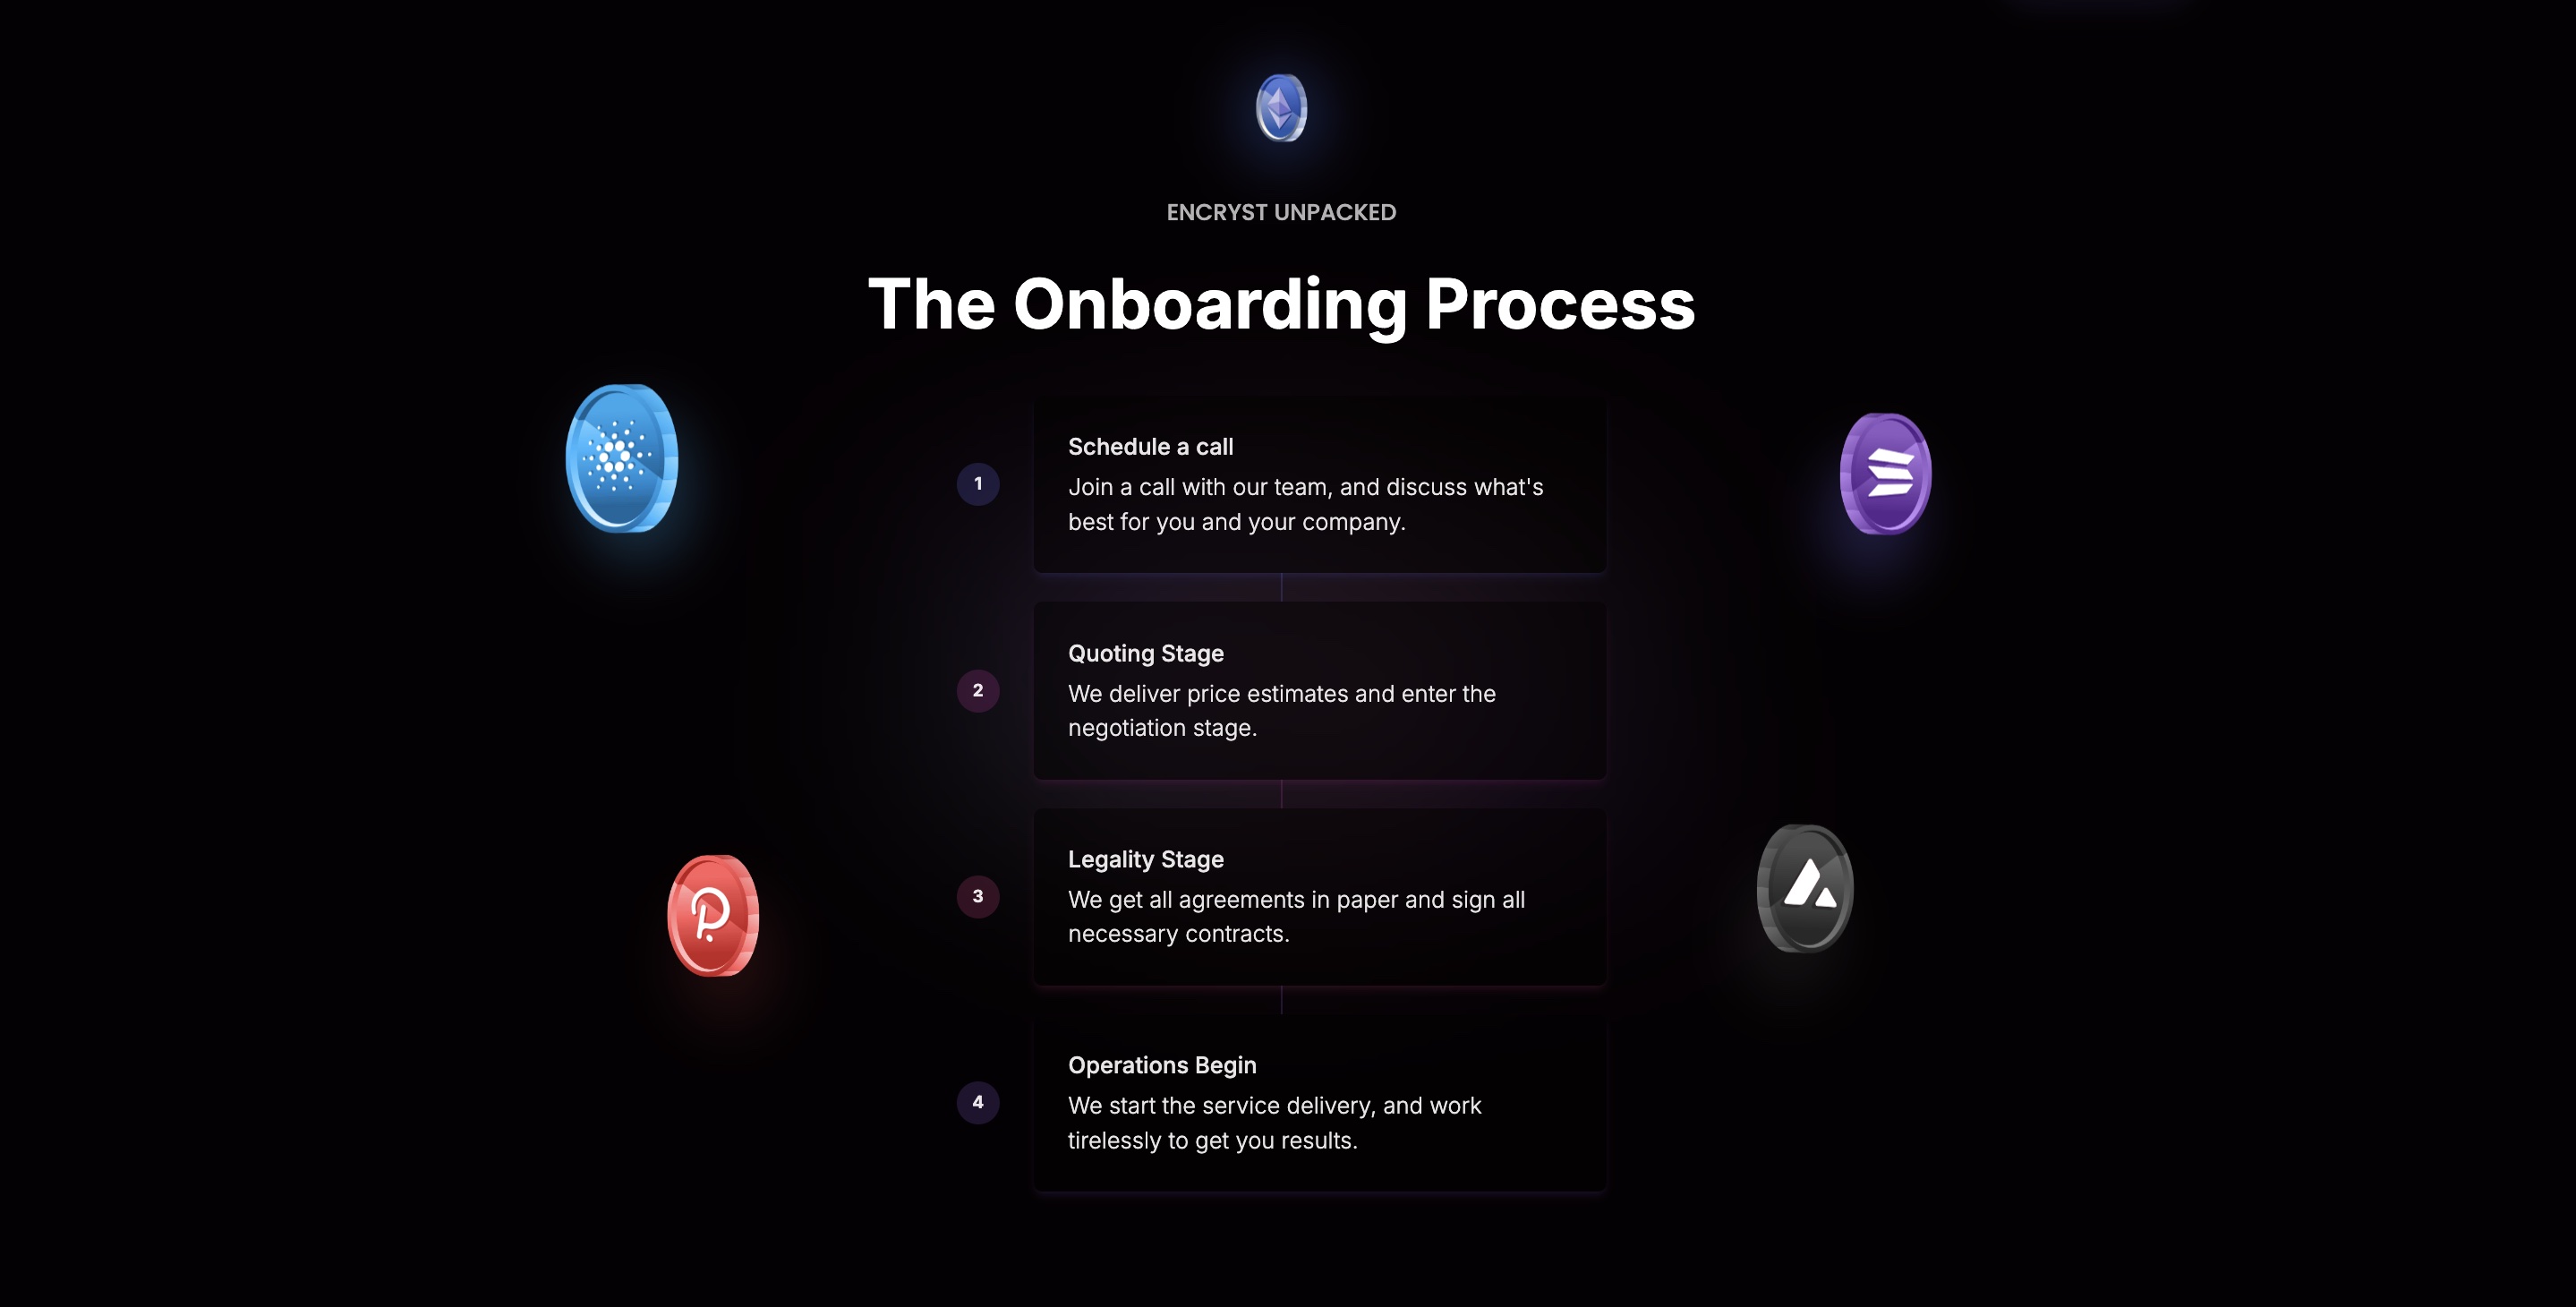 ENCRYST UNPACKED
The Onboarding Process
1
Schedule a call
Join a call with our team, and discuss what's
best for you and your company.
2
Quoting Stage
We deliver price estimates and enter the
negotiation stage.
3
Legality Stage
We get all agreements in paper and sign all
necessary contracts.
4
Operations Begin
We start the service delivery, and work
tirelessly to get you results.